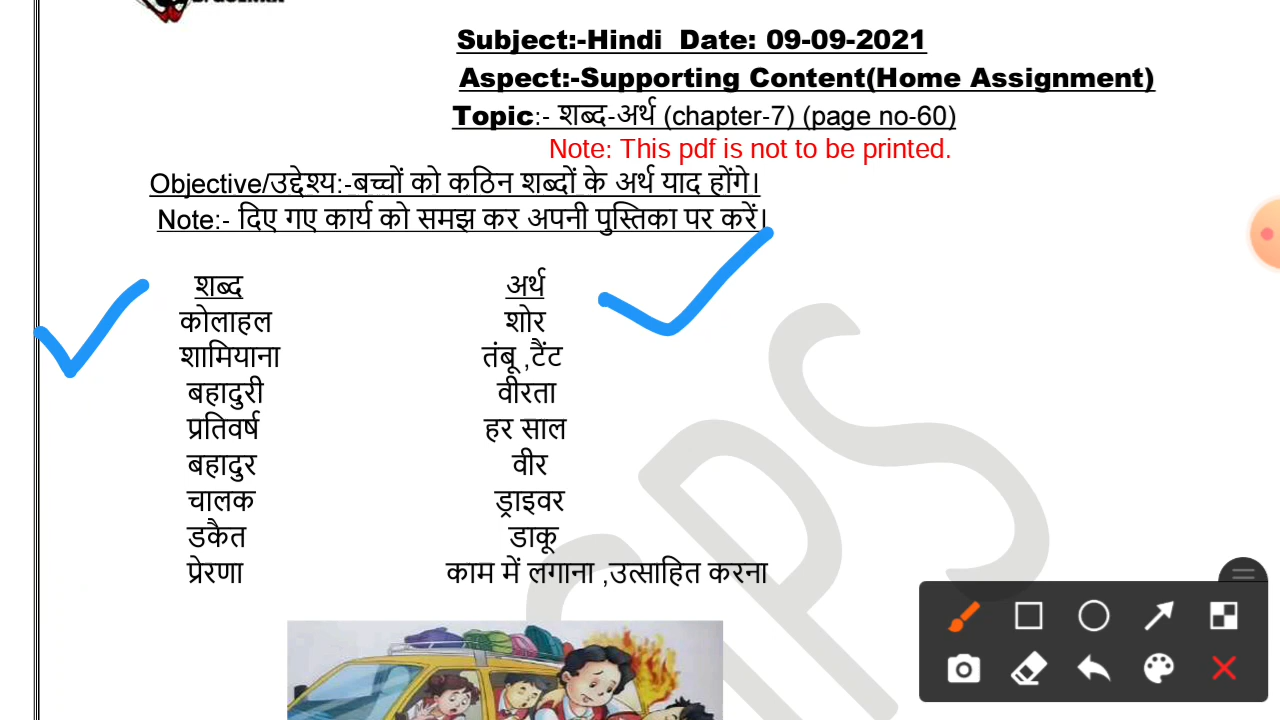 Subject:-Hindi Date: 09-09-2021
Aspect:-Supporting Content(Home Assignment)
Topic:- शब्द-अर्थ (chapter-7) (page no-60)
Note: This pdf is not to be printed.
Objective/उद्देश्य:-बच्चों को कठिन शब्दों के अर्थ याद होंगे।
Note:- दिए गए कार्य को समझ कर अपनी पुस्तिका पर करें।
शब्द अर्थ
कोलाहल शोर
शामियाना तंबू ,टैंट
बहादुरी वीरता
प्रतिवर्ष हर साल
बहादुर वीर
चालक ड्राइवर
डकैत डाकू
प्रेरणा काम में लगाना ,उत्साहित करना